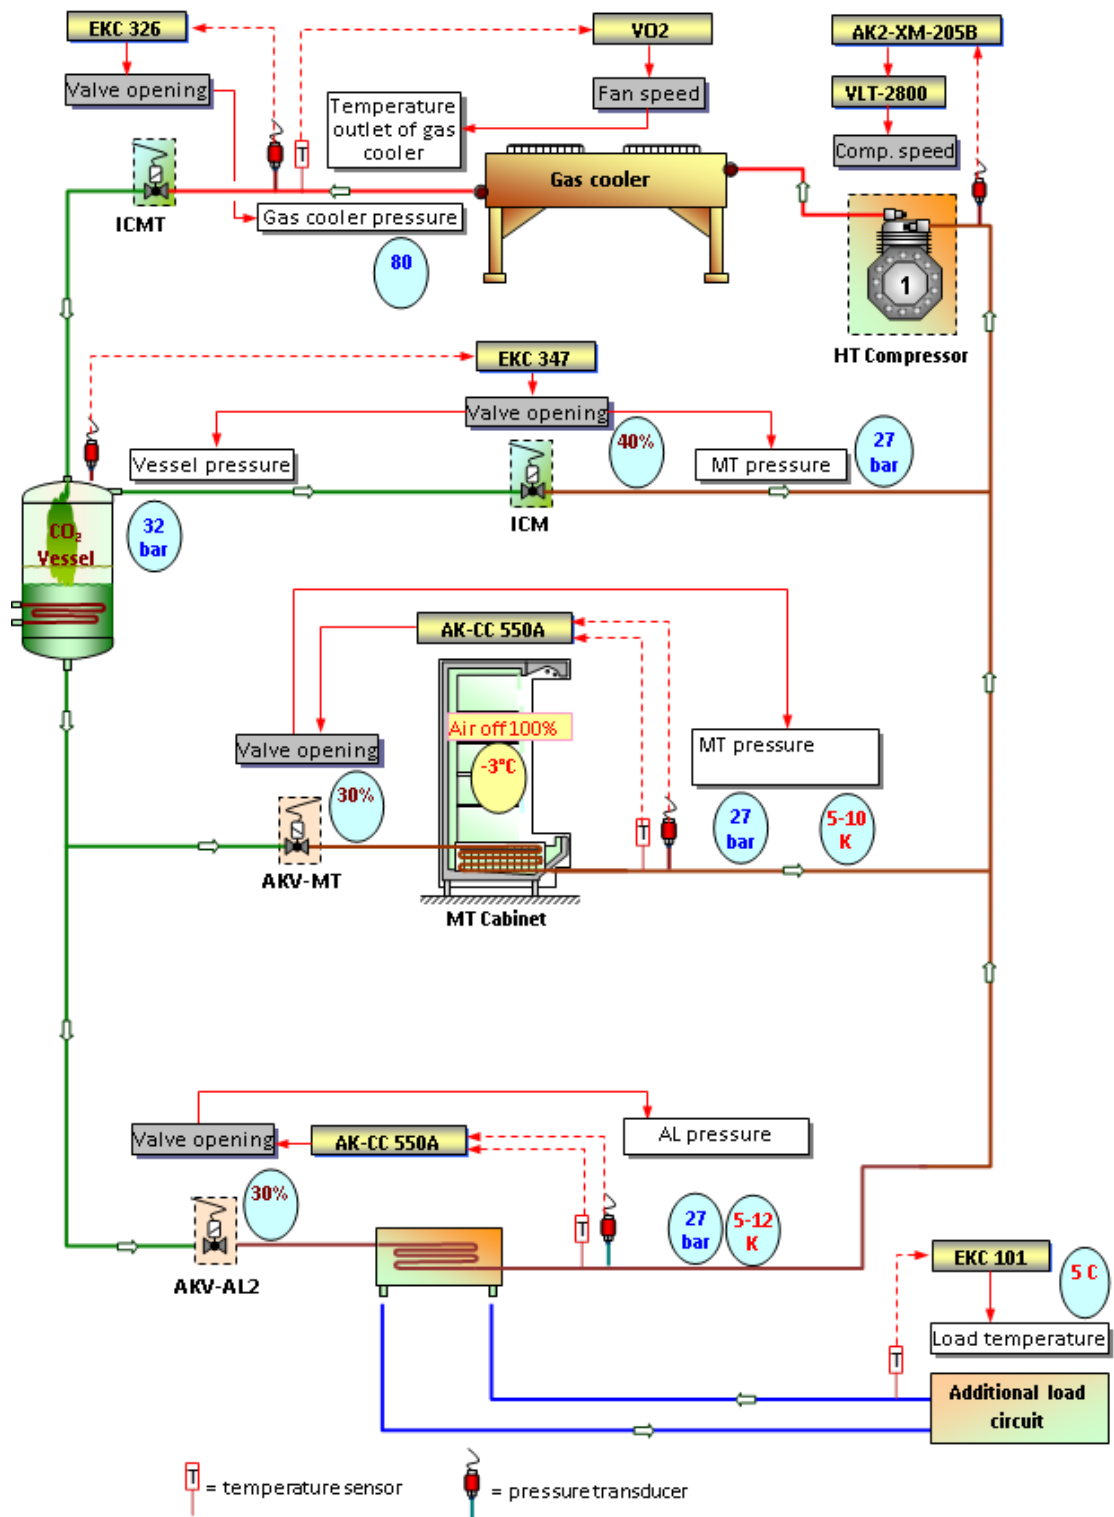 EKC 326
VO2
AK2-XM-205B
Valve opening
Fan speed
VLT-2800
Temperature
outlet of gas
cooler
Comp. speed
T
Gas cooler
ICMT
Gas cooler pressure
80
1
HT Compressor
EKC 347
Valve opening
40%
27
bar
Vessel pressure
MT pressure
ICM
CO2
Vessel
32
bar
AK-CC 550A
Air off 100%
-3°C
Valve opening
MT pressure
30%
T
27
bar
5-10
K
AKV-MT
MT Cabinet
Valve opening
AK-CC 550A
AL pressure
30%
T
27
bar
5-12
K
AKV-AL2
EKC 101
5 C
Load temperature
T
Additional load
circuit
T = temperature sensor
= pressure transducer